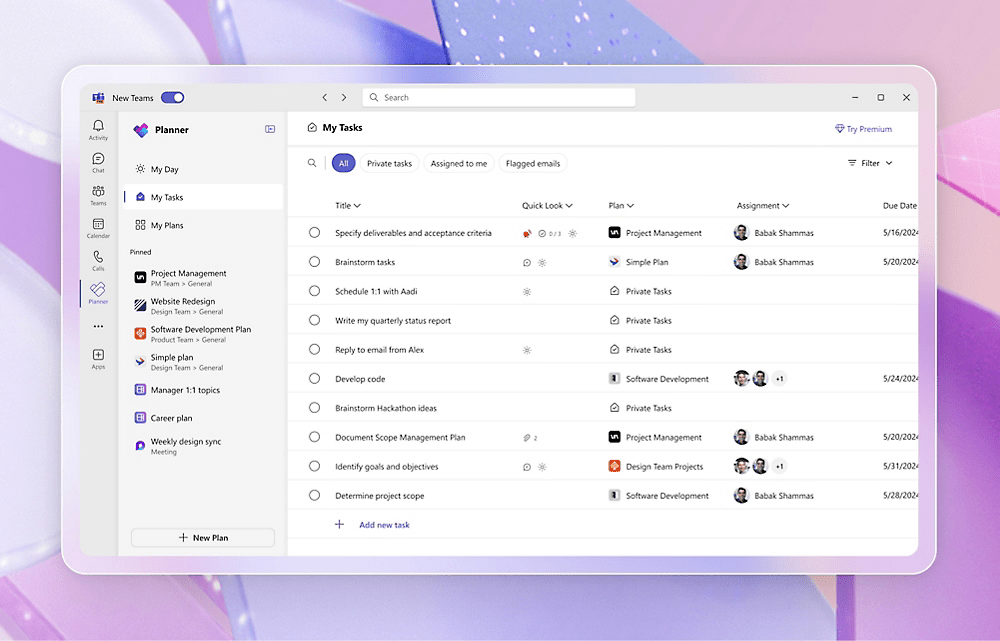 New Teams
Search
Activity
Chat
Teams
Calendar
Calls
Planner
Apps
Planner
My Day
My Tasks
My Plans
Pinned
Project Management
PM Team > General
Website Redesign
Design Team > General
Software Development Plan
Product Team > General
Simple plan
Design Team > General
Manager 1:1 topics
Career plan
Weekly design sync
Meeting
New Plan
My Tasks
Try Premium
All Private tasks Assigned to me Flagged emails Filter
Title Quick Look Plan Assignment Due Date
Specify deliverables and acceptance criteria 0/3 Project Management Babak Shammas 5/16/2024
Brainstorm tasks Simple Plan Babak Shammas 5/20/2024
Schedule 1:1 with Aadi Private Tasks
Write my quarterly status report Private Tasks
Reply to email from Alex Private Tasks
Develop code Software Development +1 5/24/2024
Brainstorm Hackathon ideas Private Tasks
Document Scope Management Plan 2 Project Management Babak Shammas 5/20/2024
Identify goals and objectives Design Team Projects +1 5/31/2024
Determine project scope Software Development Babak Shammas 5/28/2024
Add new task